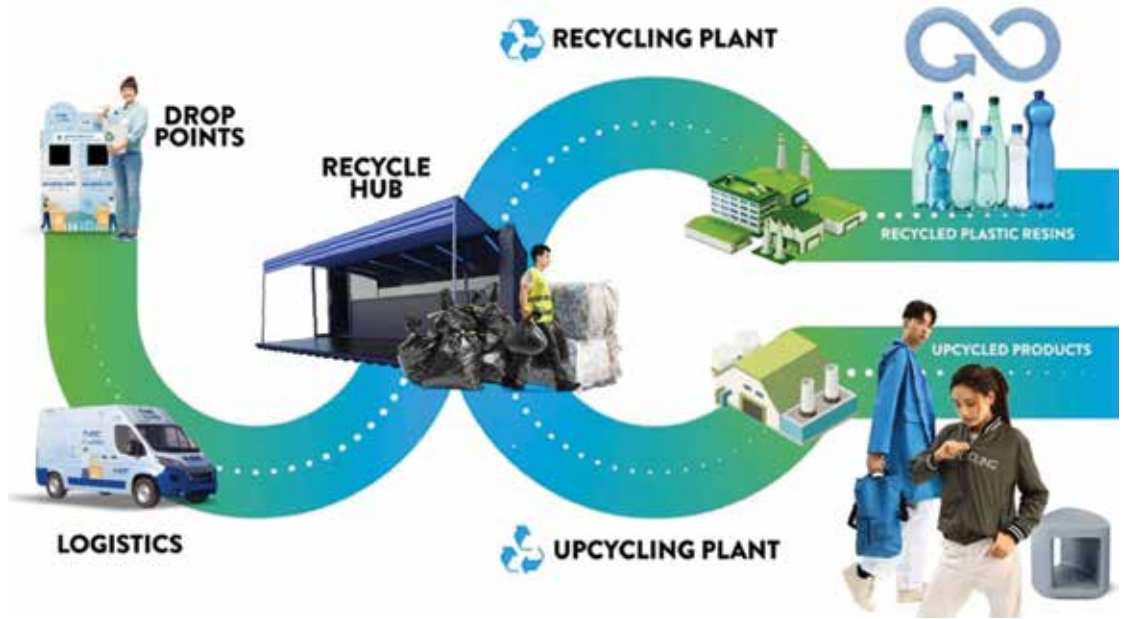 DROP
POINTS
LOGISTICS
RECYCLE
HUB
RECYCLING PLANT
RECYCLED PLASTIC RESINS
UPCYCLING PLANT
UPCYCLED PRODUCTS